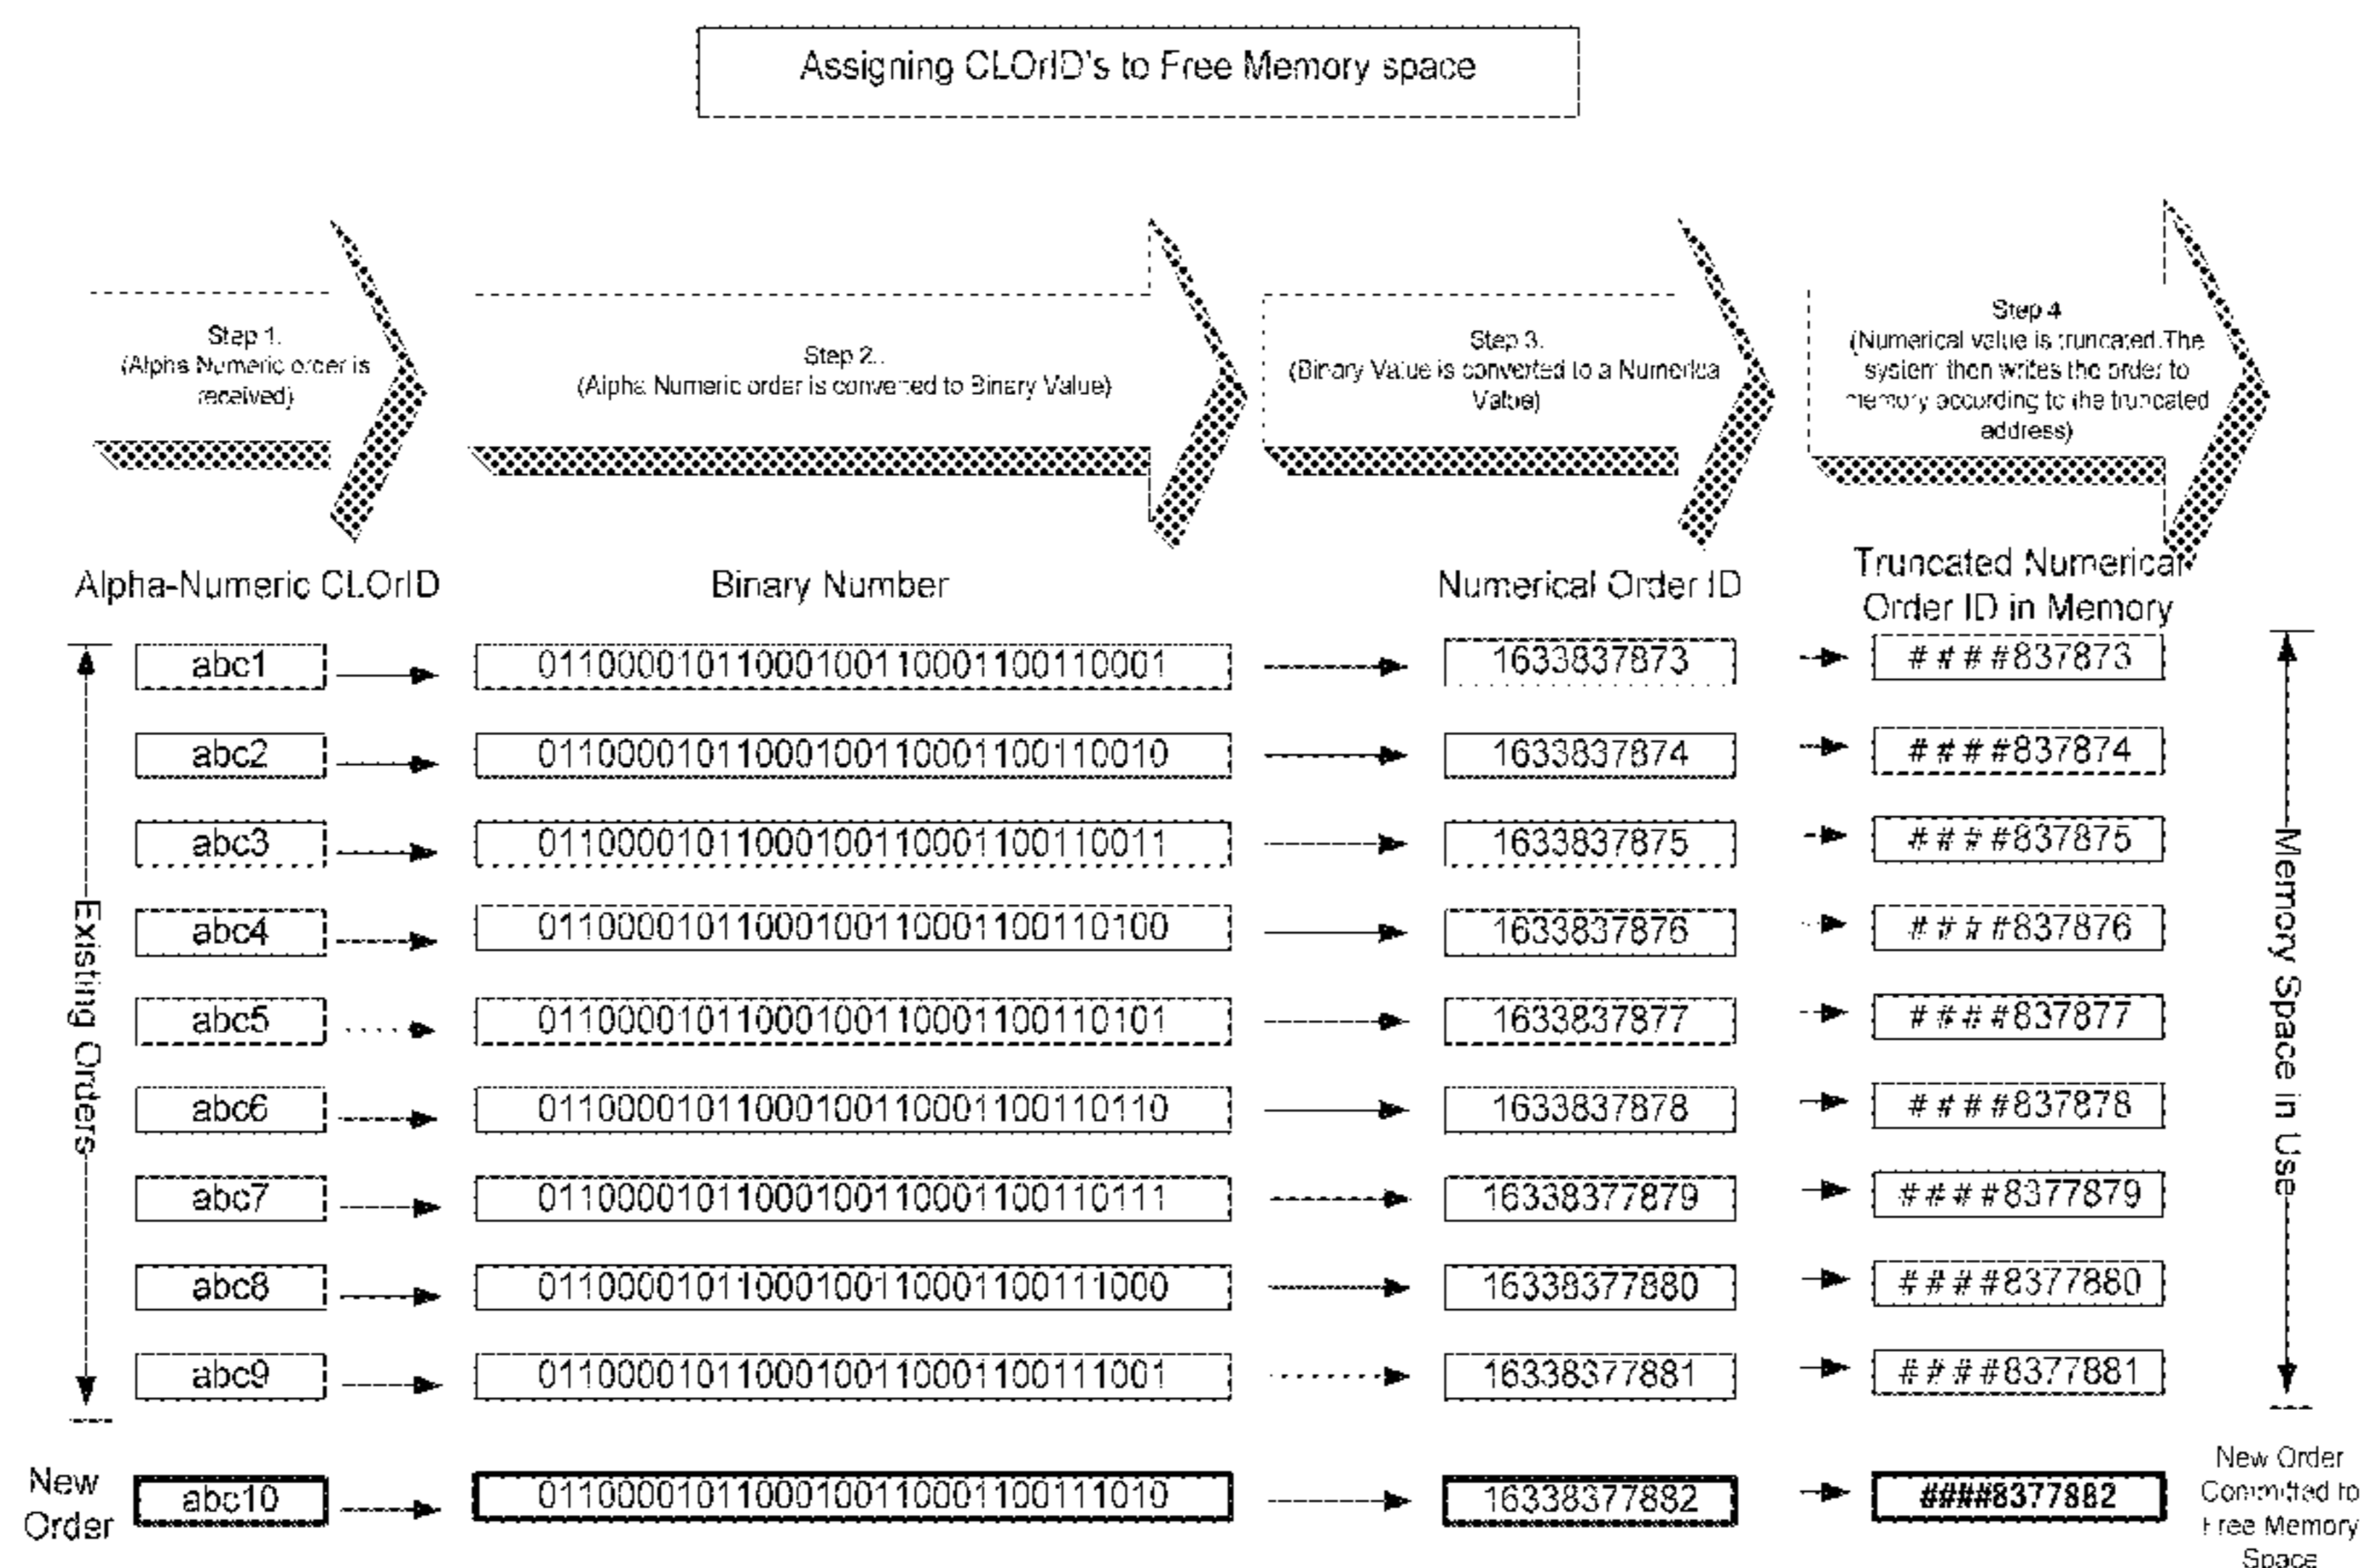 Assigning CLOrID's to Free Memory space
Step 1.
(Alpha Numeric order is
received)
Step 2..
(Alpha Numeric order is converted to Binary Value)
Step 3.
(Binary Value is converted to a Numerica
Value)
Step 4
(Numerical value is truncated.The
system then writes the order to
memory according to the truncated
address)
Alpha-Numeric CLOrID
Binary Number
Numerical Order ID
Truncated Numerical
Order ID in Memory
Existing Orders
abc1
01100001011000100110001100110001
1633837873
####837873
abc2
01100001011000100110001100110010
1633837874
####837874
abc3
01100001011000100110001100110011
1633837875
####837875
abc4
01100001011000100110001100110100
1633837876
####837876
abc5
01100001011000100110001100110101
1633837877
####837877
abc6
01100001011000100110001100110110
1633837878
####837878
abc7
01100001011000100110001100110111
16338377879
####8377879
abc8
01100001011000100110001100111000
16338377880
####8377880
abc9
01100001011000100110001100111001
16338377881
####8377881
Memory Space in Use
New
Order
abc10
01100001011000100110001100111010
16338377882
####8377882
New Order
Committed to
Free Memory
Space